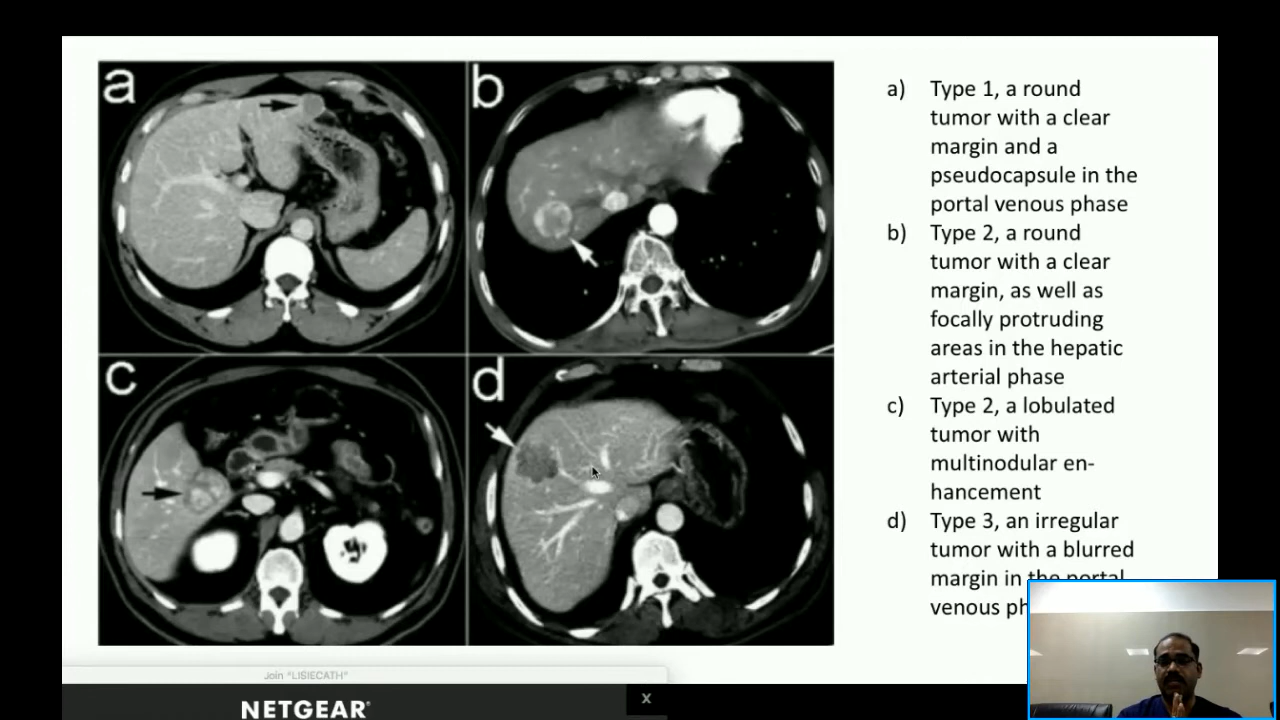 a
b
c
d
a) Type 1, a round
tumor with a clear
margin and a
pseudocapsule in the
portal venous phase
b) Type 2, a round
tumor with a clear
margin, as well as
focally protruding
areas in the hepatic
arterial phase
c) Type 2, a lobulated
tumor with
multinodular en-
hancement
d) Type 3, an irregular
tumor with a blurred
margin in the portal
venous
Join "LISIECATH"
NETGEAR
X